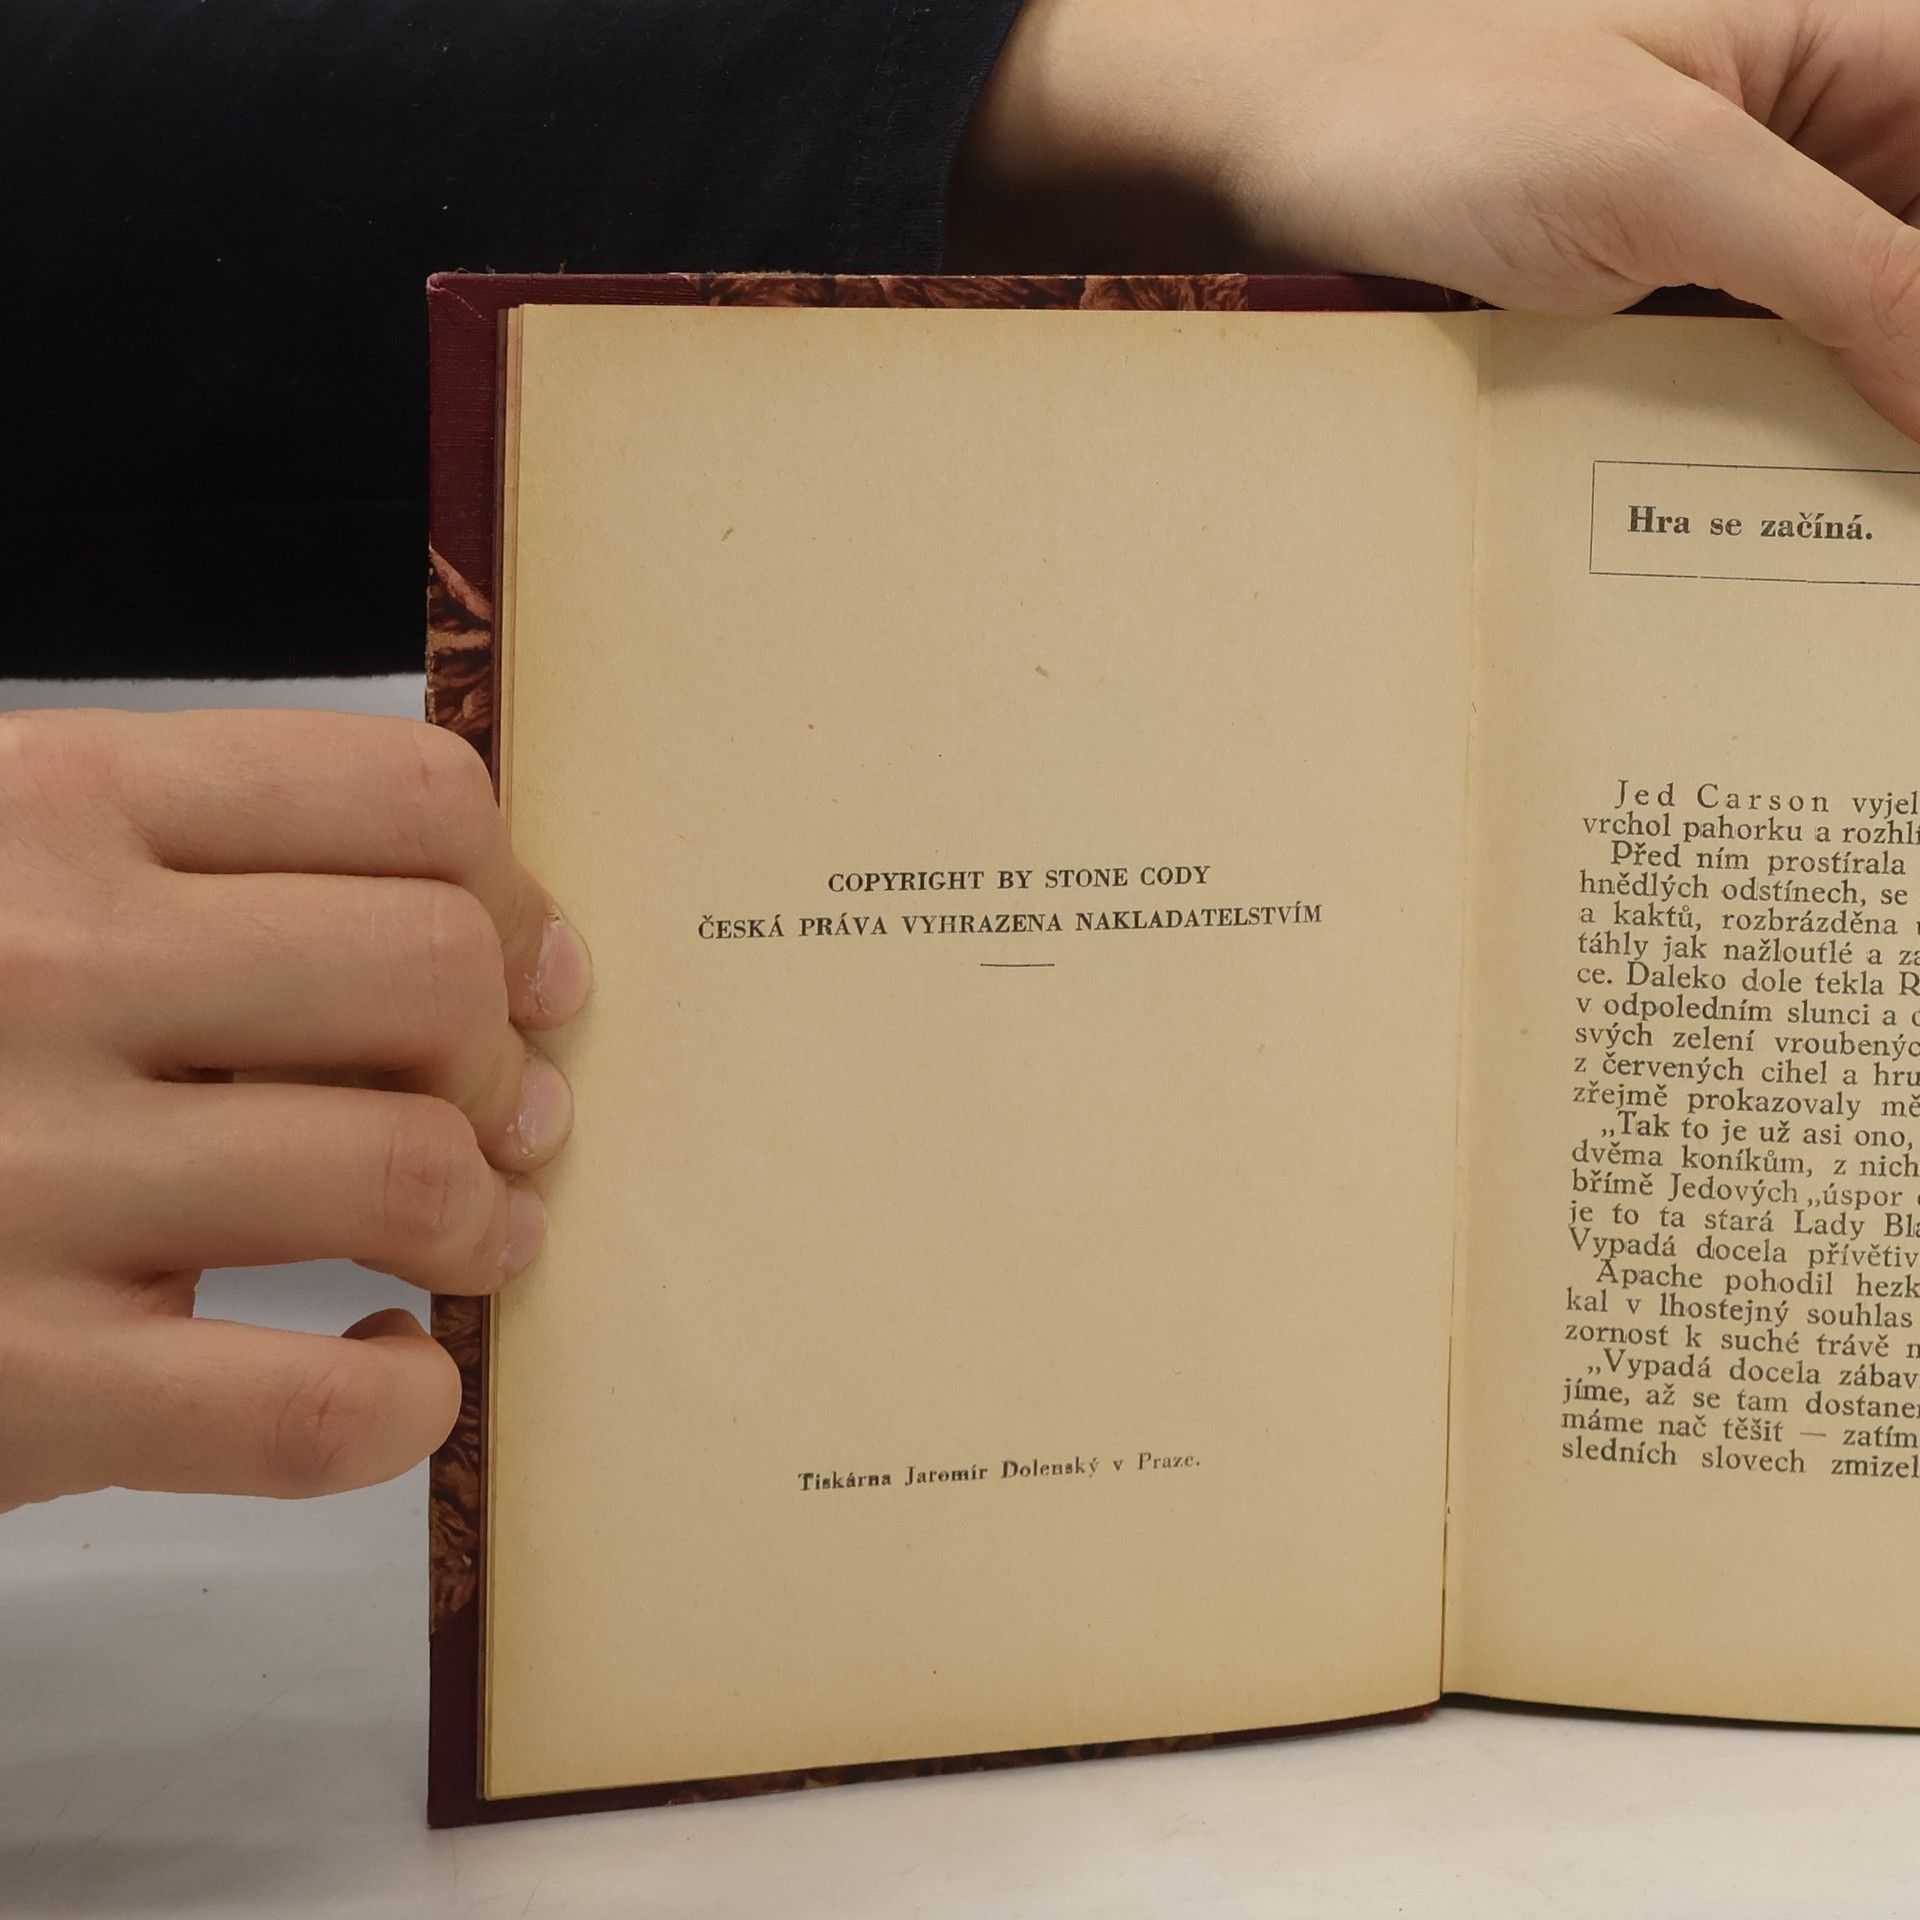 COPYRIGHT BY STONE CODY
ČESKÁ PRÁVA VYHRAZENA NAKLADATELSTVÍM
Tiskárna Jaromír Dolenský v Praze.
Hra se začíná.
Jed Carson vyjel
vrchol pahorku a
Před ním prostírala
hnědlých odstínech, se
a kaktů, rozbrázděna
táhly jak nažloutlé a
ce. Daleko dole tekla
v odpoledním slunci a
svých zelení
z červených cihel a
zřejmě prokazovaly
„Tak to je už asi ono,
dvěma koníkům, z
břímě Jedových „úspor
je to ta stará Lady
Vypadá docela
Apache pohodil
kal v lhostejný souhlas
zornost k suché trávě
„Vypadá docela
jíme, až se tam
máme nač těšit — zatím
sledních slovech zmizel